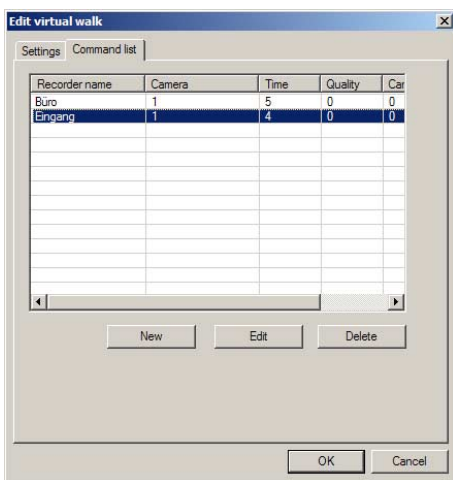 Edit virtual walk
Settings Command list
Recorder name Camera Time Quality Car
Büro 1 5 0 0
Eingang 1 4 0 0
New Edit Delete
OK Cancel